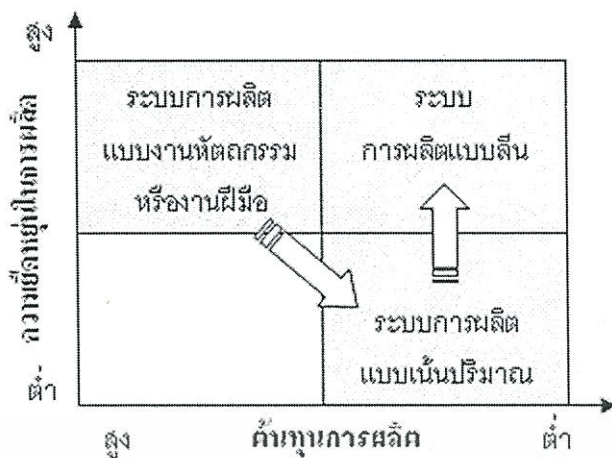 สูง
ระบบการผลิต
แบบงานหัตถกรรม
หรืองานฝีมือ
ระบบ
การผลิตแบบลีน
ความยืดหยุ่นในการผลิต
ระบบการผลิต
แบบเน้นปริมาณ
ต่ำ
สูง
ต้นทุนการผลิต
ต่ำ